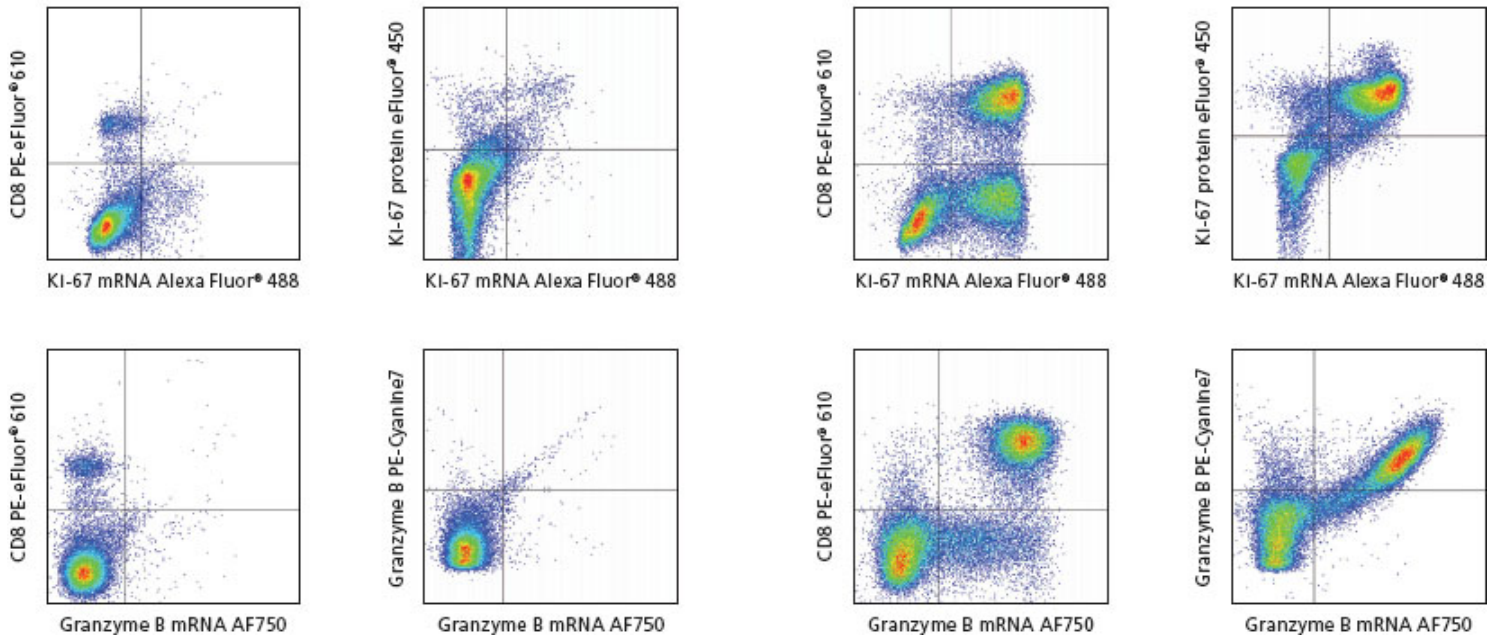 CD8 PE-eFluor® 610
Ki-67 mRNA Alexa Fluor® 488
Ki-67 protein eFluor® 450
Ki-67 mRNA Alexa Fluor® 488
CD8 PE-eFluor® 610
Ki-67 mRNA Alexa Fluor® 488
Ki-67 protein eFluor® 450
Ki-67 mRNA Alexa Fluor® 488
CD8 PE-eFluor® 610
Granzyme B mRNA AF750
Granzyme B PE-Cyanine7
Granzyme B mRNA AF750
CD8 PE-eFluor® 610
Granzyme B mRNA AF750
Granzyme B PE-Cyanine7
Granzyme B mRNA AF750